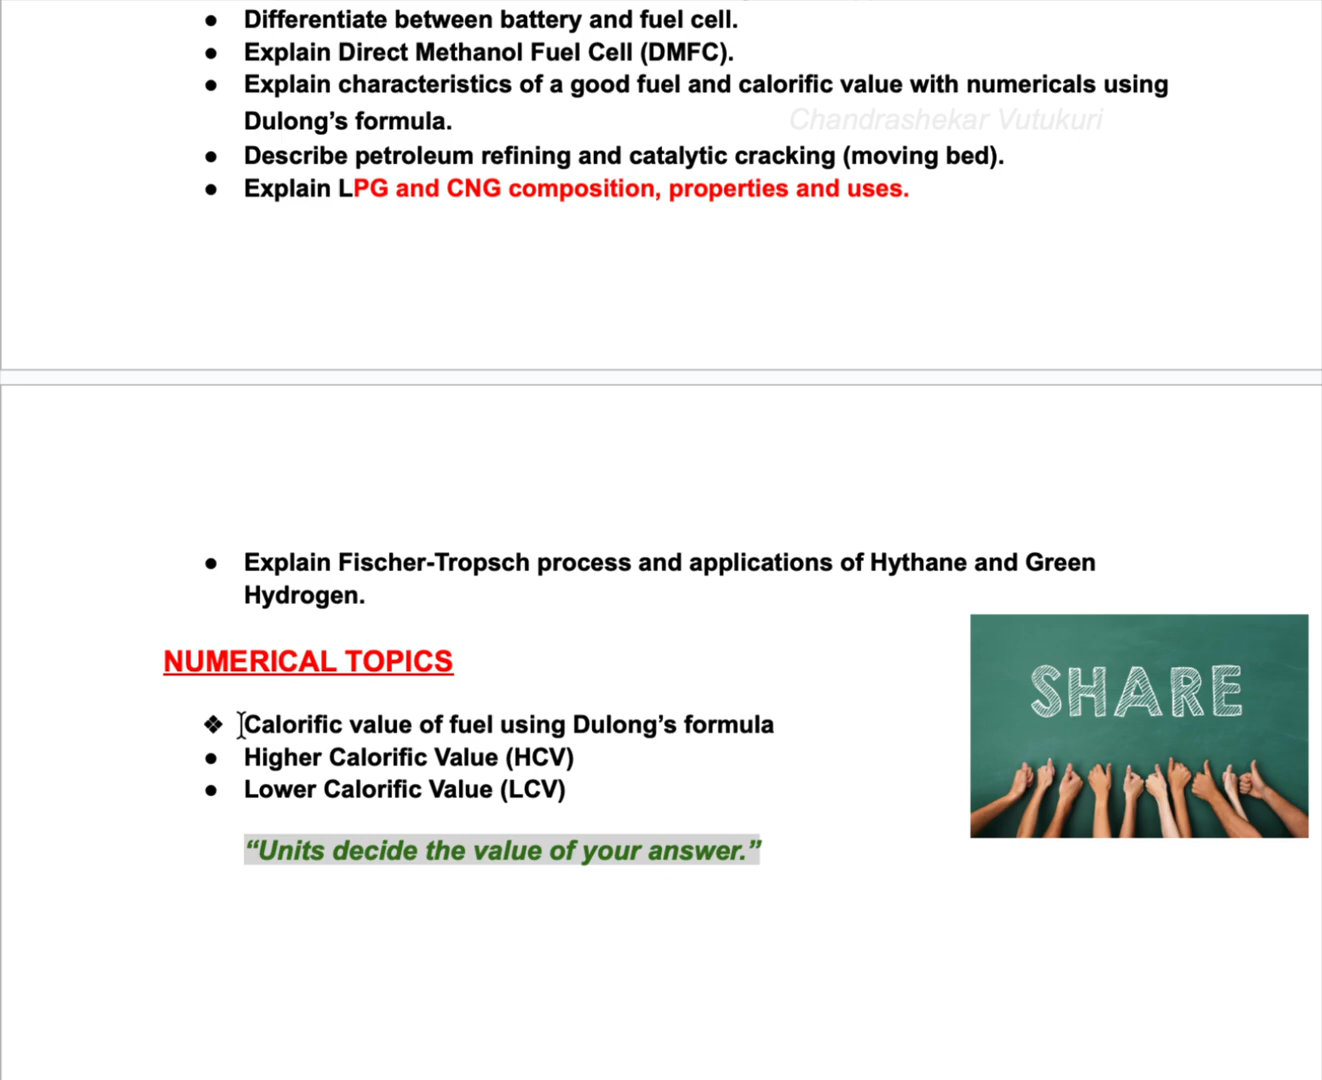 ● Differentiate between battery and fuel cell.
● Explain Direct Methanol Fuel Cell (DMFC).
● Explain characteristics of a good fuel and calorific value with numericals using
Dulong’s formula.
Chandrashekar Vutukuri
● Describe petroleum refining and catalytic cracking (moving bed).
● Explain LPG and CNG composition, properties and uses.
● Explain Fischer-Tropsch process and applications of Hythane and Green
Hydrogen.
NUMERICAL TOPICS
SHARE
❖ Calorific value of fuel using Dulong’s formula
● Higher Calorific Value (HCV)
● Lower Calorific Value (LCV)
“Units decide the value of your answer.”